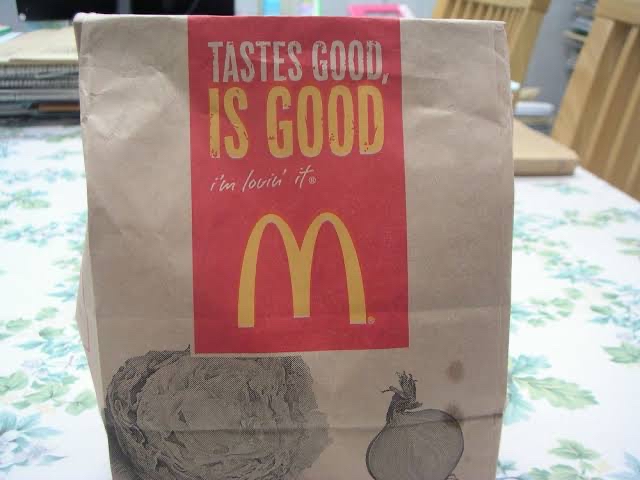 TASTES GOOD,
IS GOOD
i'm lovin' it®
M®